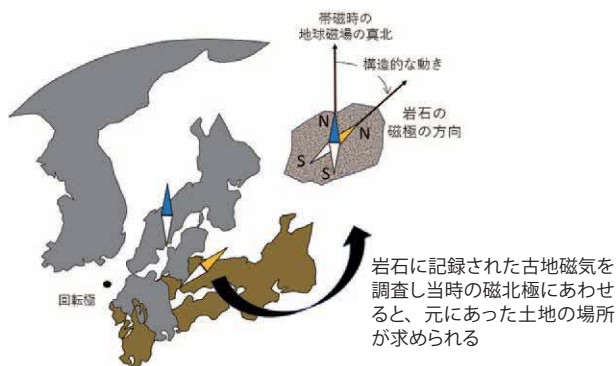 帯磁時の
地球磁場の真北
構造的な動き
岩石の
磁極の方向
N
N
S
S
回転極
岩石に記録された古地磁気を
調査し当時の磁北極にあわせ
ると、元にあった土地の場所
が求められる